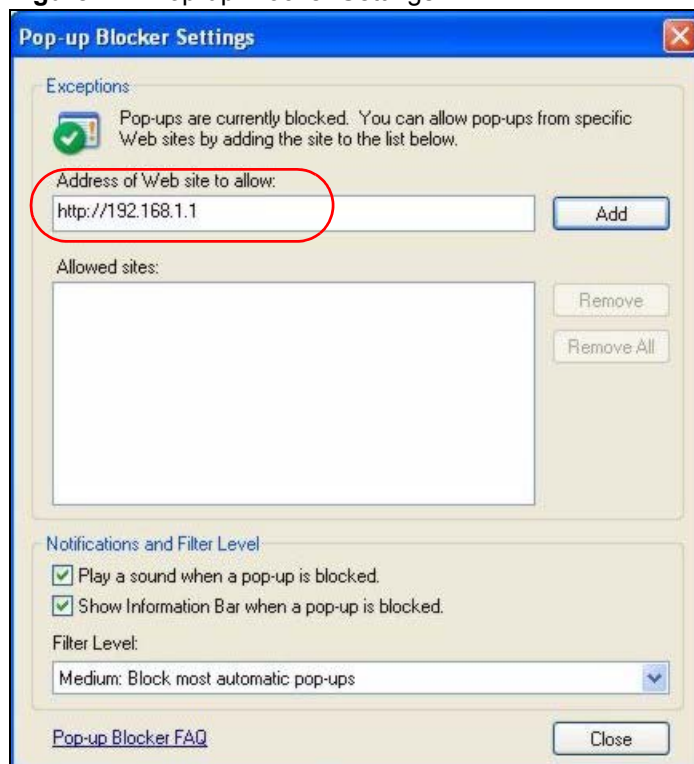 Pop-up Blocker Settings
Exceptions
Pop-ups are currently blocked. You can allow pop-ups from specific
Web sites by adding the site to the list below.
Address of Web site to allow:
http://192.168.1.1
Add
Allowed sites:
Remove
Remove All
Notifications and Filter Level
Play a sound when a pop-up is blocked.
Show Information Bar when a pop-up is blocked.
Filter Level:
Medium: Block most automatic pop-ups
Pop-up Blocker FAQ
Close